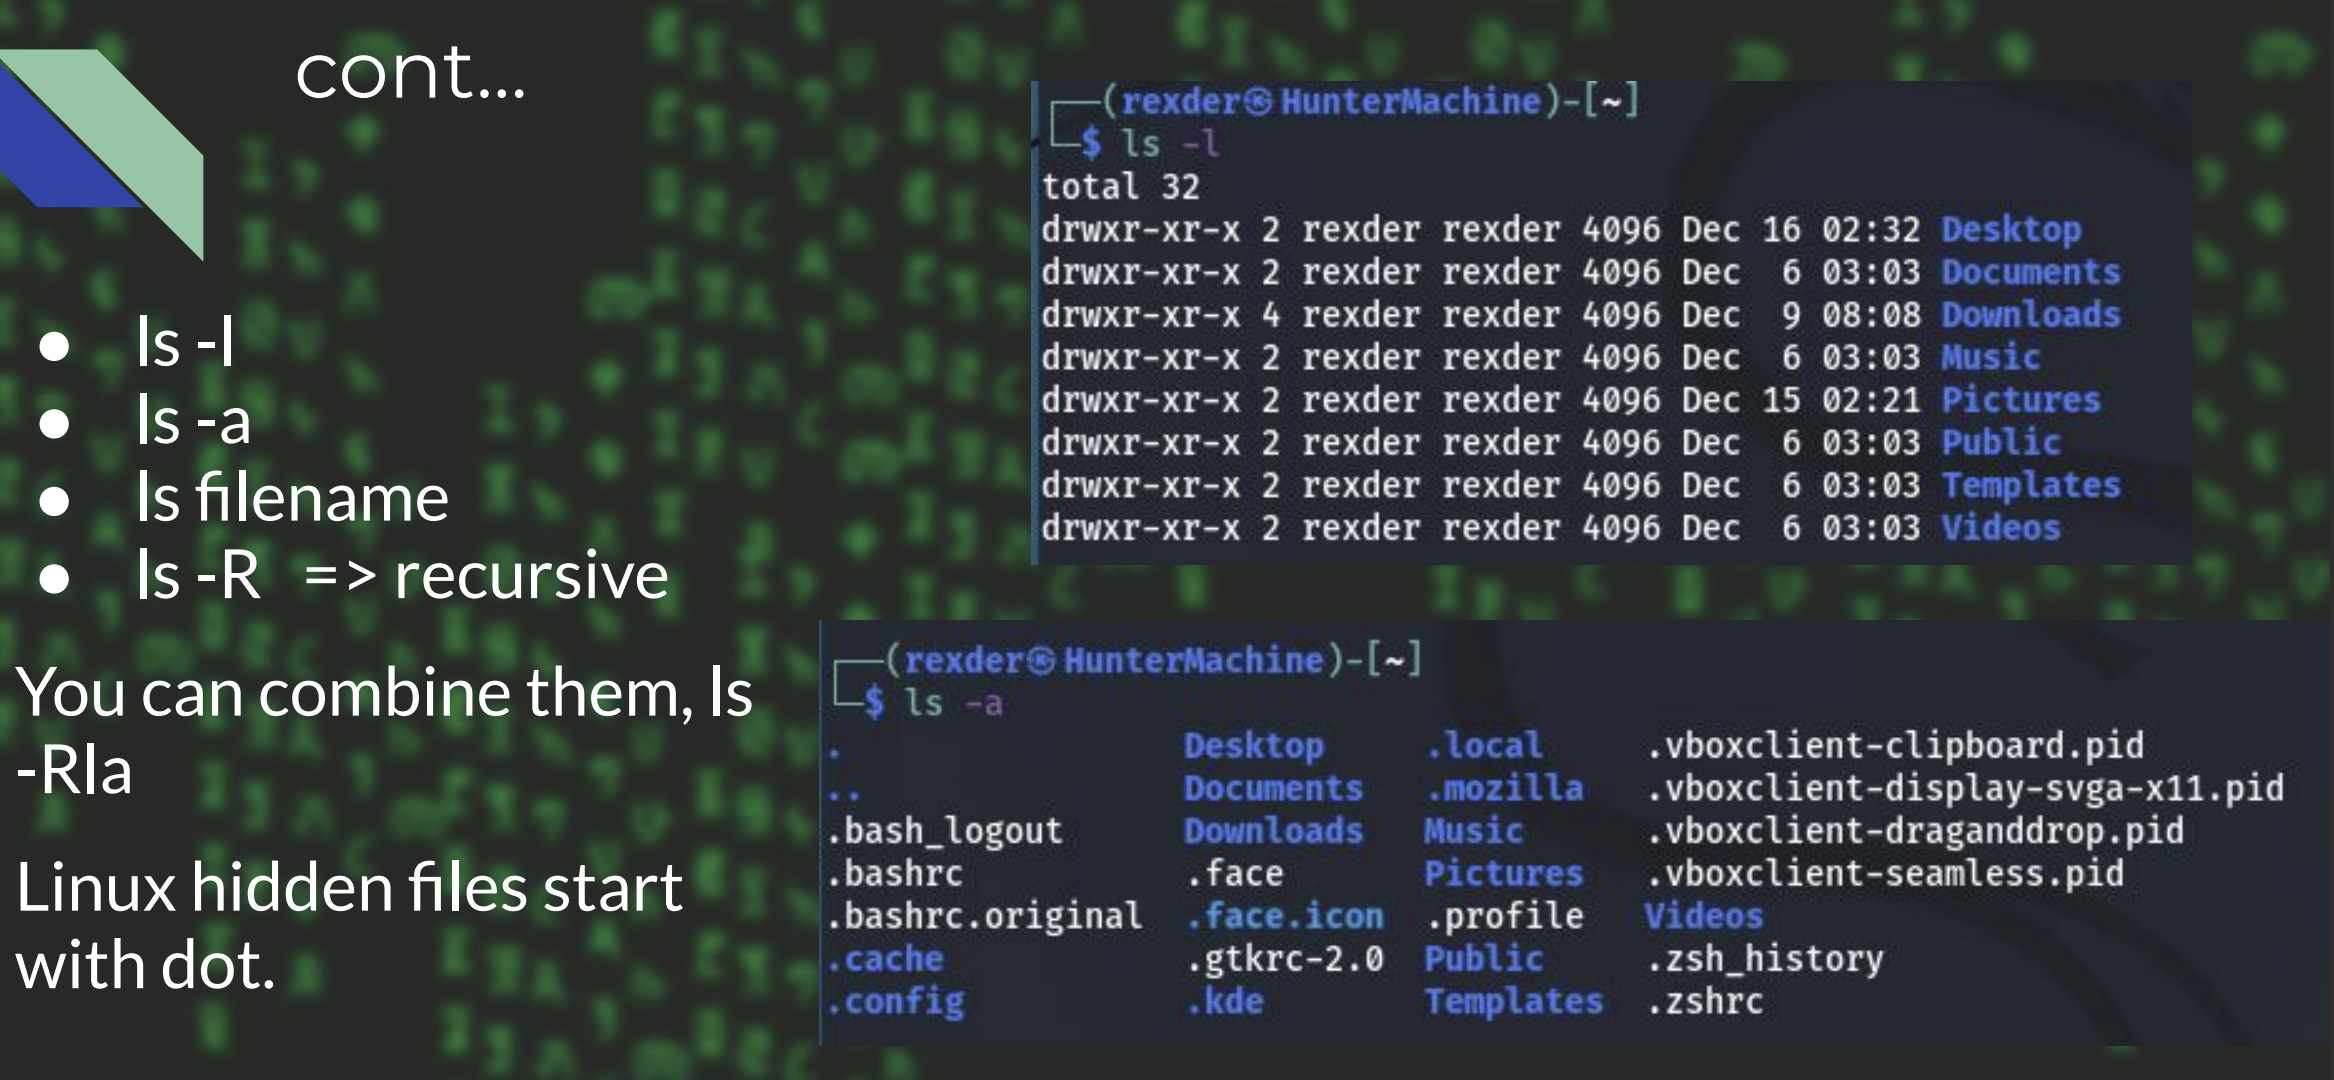 cont...
● ls -l
● ls -a
● ls filename
● ls -R => recursive
You can combine them, ls
-Rla
Linux hidden files start
with dot.
┌──(rexder㉿HunterMachine)-[~]
└─$ ls -l
total 32
drwxr-xr-x 2 rexder rexder 4096 Dec 16 02:32 Desktop
drwxr-xr-x 2 rexder rexder 4096 Dec  6 03:03 Documents
drwxr-xr-x 4 rexder rexder 4096 Dec  9 08:08 Downloads
drwxr-xr-x 2 rexder rexder 4096 Dec  6 03:03 Music
drwxr-xr-x 2 rexder rexder 4096 Dec 15 02:21 Pictures
drwxr-xr-x 2 rexder rexder 4096 Dec  6 03:03 Public
drwxr-xr-x 2 rexder rexder 4096 Dec  6 03:03 Templates
drwxr-xr-x 2 rexder rexder 4096 Dec  6 03:03 Videos
┌──(rexder㉿HunterMachine)-[~]
└─$ ls -a
. Desktop .local .vboxclient-clipboard.pid
.. Documents .mozilla .vboxclient-display-svga-x11.pid
.bash_logout Downloads Music .vboxclient-draganddrop.pid
.bashrc .face Pictures .vboxclient-seamless.pid
.bashrc.original .face.icon .profile Videos
.cache .gtkrc-2.0 Public .zsh_history
.config .kde Templates .zshrc